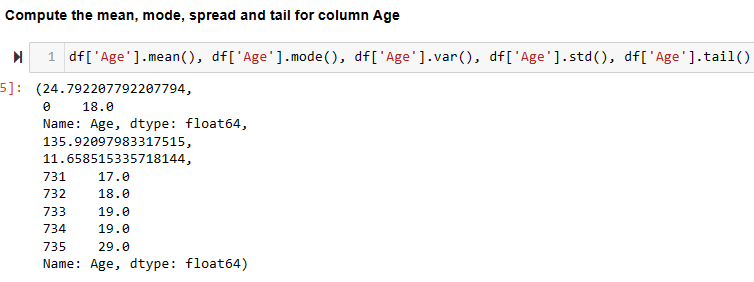 Compute the mean, mode, spread and tail for column Age
1 df['Age'].mean(), df['Age'].mode(), df['Age'].var(), df['Age'].std(), df['Age'].tail()
5]: (24.792207792207794,
0 18.0
Name: Age, dtype: float64,
135.92097983317515,
11.658515335718144,
731 17.0
732 18.0
733 19.0
734 19.0
735 29.0
Name: Age, dtype: float64)